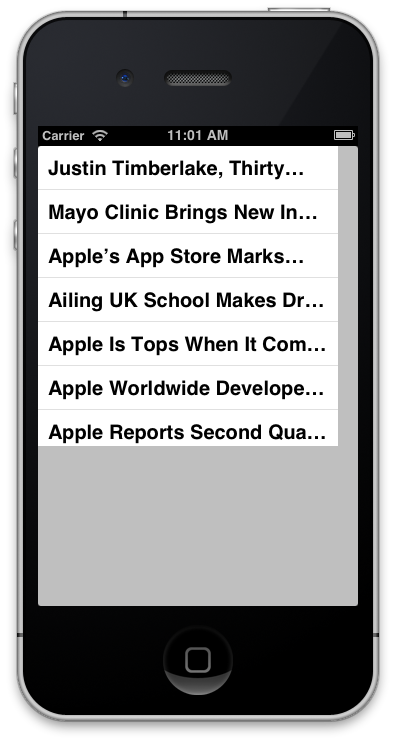 Carrier 11:01 AM
Justin Timberlake, Thirty…
Mayo Clinic Brings New In…
Apple’s App Store Marks…
Ailing UK School Makes Dr…
Apple Is Tops When It Com…
Apple Worldwide Develope…
Apple Reports Second Qua…